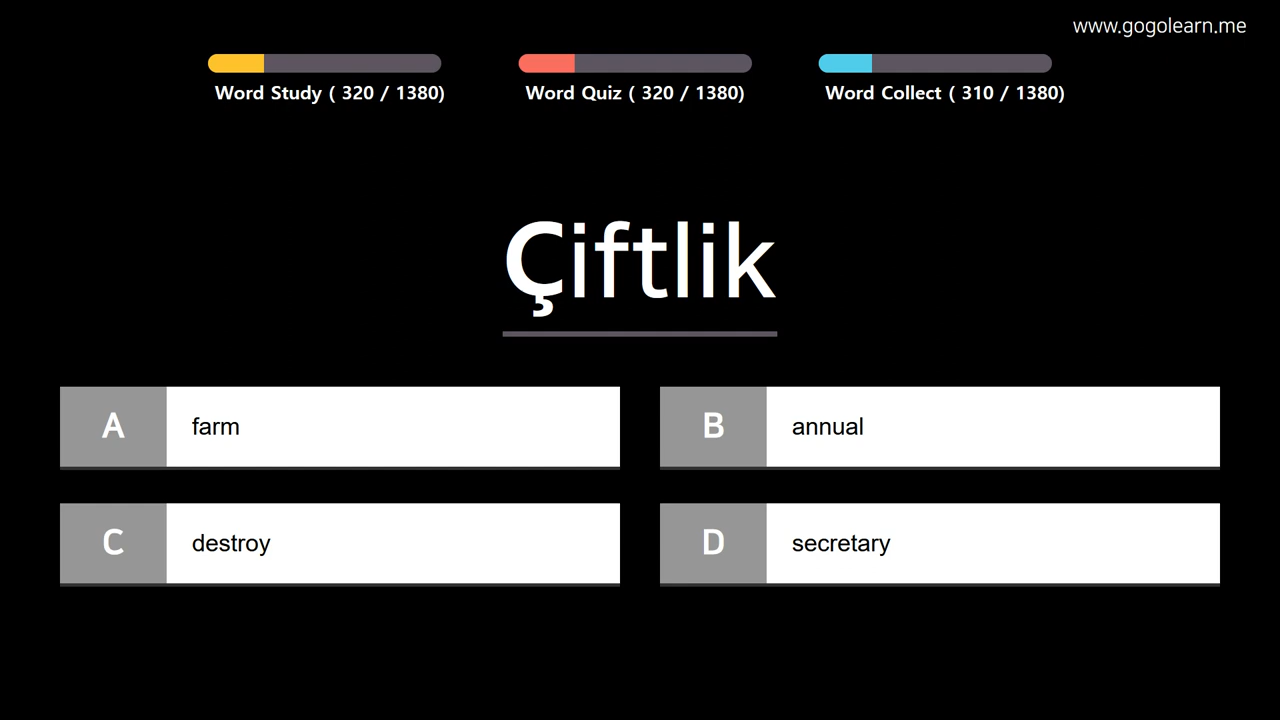 www.gogolearn.me
Word Study ( 320 / 1380)
Word Quiz ( 320 / 1380)
Word Collect ( 310 / 1380)
Çiftlik
A farm
B annual
C destroy
D secretary